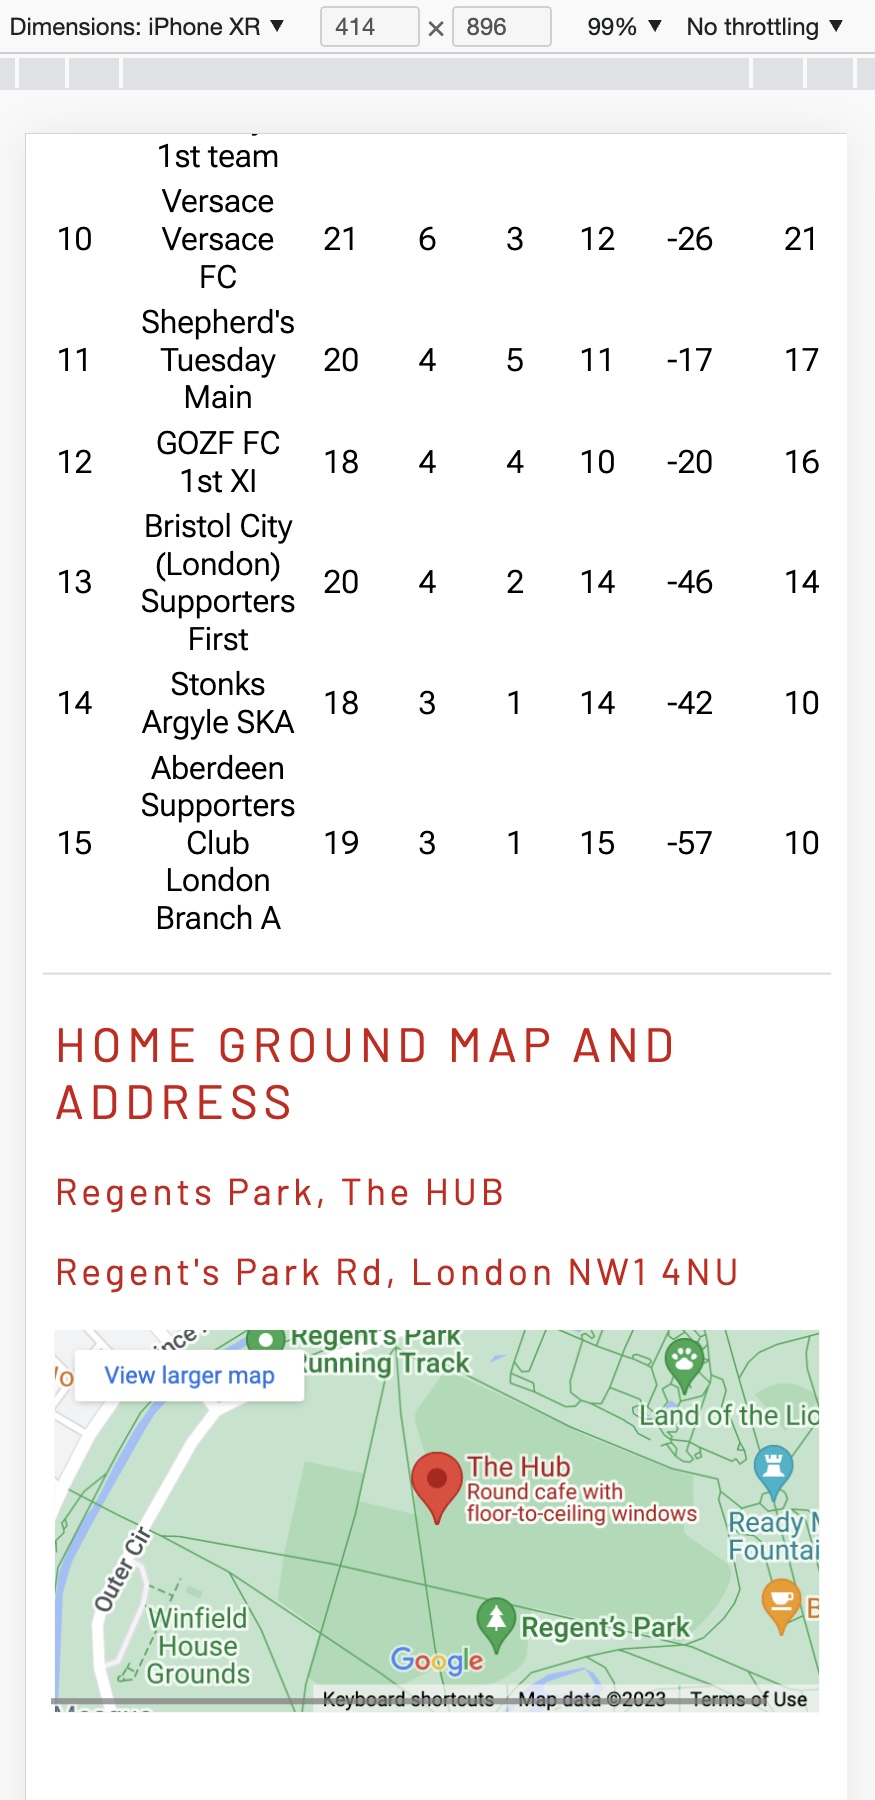 Dimensions: iPhone XR ▼ 414 × 896 99% ▼ No throttling ▼
1st team
10 Versace Versace FC 21 6 3 12 -26 21
11 Shepherd's Tuesday Main 20 4 5 11 -17 17
12 GOZF FC 1st XI 18 4 4 10 -20 16
13 Bristol City (London) Supporters First 20 4 2 14 -46 14
14 Stonks Argyle SKA 18 3 1 14 -42 10
15 Aberdeen Supporters Club London Branch A 19 3 1 15 -57 10
HOME GROUND MAP AND
ADDRESS
Regents Park, The HUB
Regent's Park Rd, London NW1 4NU
Regent's Park
Running Track
View larger map
Land of the Lio
The Hub
Round cafe with
floor-to-ceiling windows
Ready M
Fountai
Outer Cir
Winfield
House
Grounds
Regent's Park
B
Google
Keyboard shortcuts Map data ©2023 Terms of Use